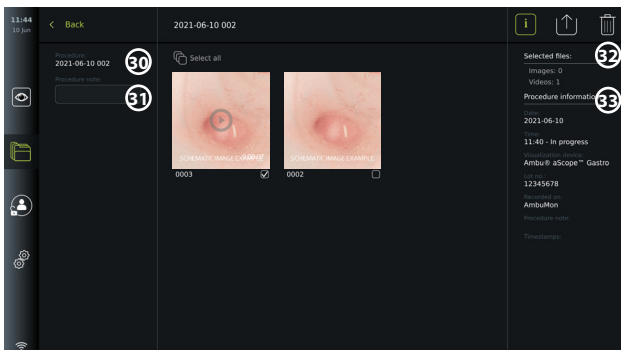 11:44
10 Jun
Back
2021-06-10 002
i
Procedure:
2021-06-10 002
30
Procedure note:
31
Select all
SCHEMATIC IMAGE EXAMPLE
0003
SCHEMATIC IMAGE EXAMPLE
0002
Selected files:
32
Images: 0
Videos: 1
Procedure information
33
Date:
2021-06-10
Time:
11:40 - In progress
Visualization device:
Ambu® aScope™ Gastro
Lot no.:
12345678
Recorded on:
AmbuMon
Procedure note:
Timestamps: